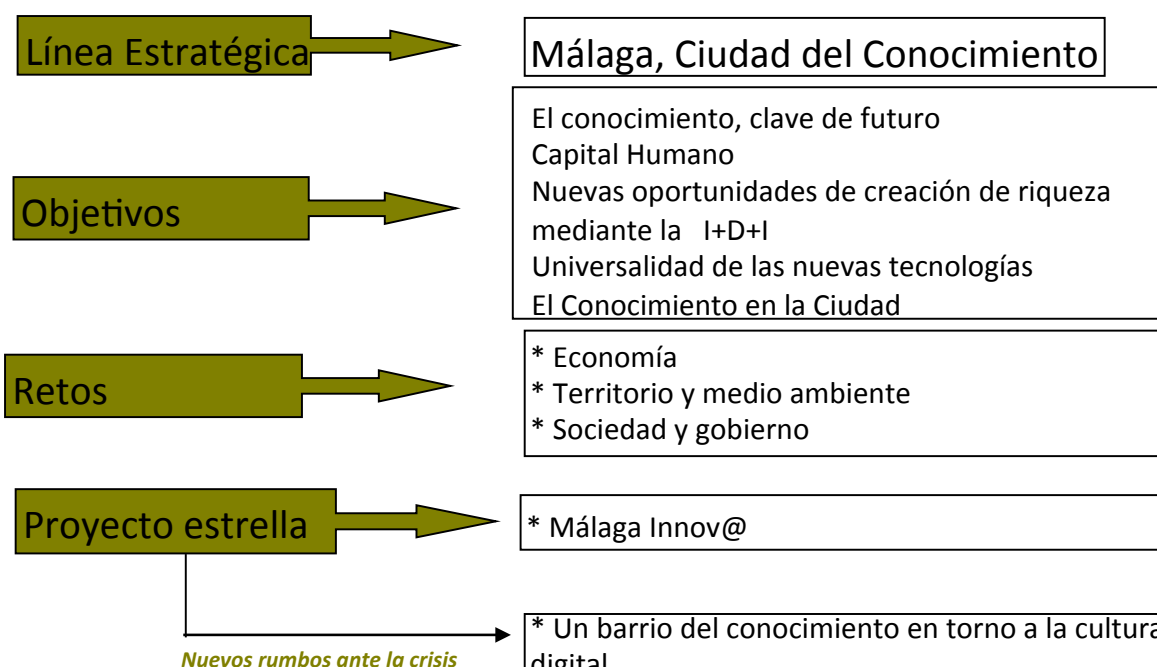 Línea Estratégica
Málaga, Ciudad del Conocimiento
Objetivos
El conocimiento, clave de futuro
Capital Humano
Nuevas oportunidades de creación de riqueza
mediante la I+D+I
Universalidad de las nuevas tecnologías
El Conocimiento en la Ciudad
Retos
* Economía
* Territorio y medio ambiente
* Sociedad y gobierno
Proyecto estrella
* Málaga Innov@
Nuevos rumbos ante la crisis
* Un barrio del conocimiento en torno a la cultura
digital